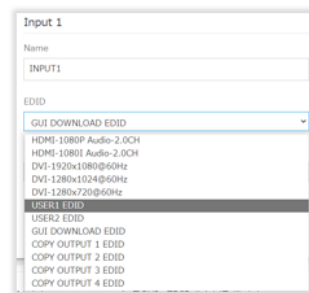 Input 1
Name
INPUT1
EDID
GUI DOWNLOAD EDID
HDMI-1080P Audio-2.0CH
HDMI-1080I Audio-2.0CH
DVI-1920x1080@60Hz
DVI-1280x1024@60Hz
DVI-1280x720@60Hz
USER1 EDID
USER2 EDID
GUI DOWNLOAD EDID
COPY OUTPUT 1 EDID
COPY OUTPUT 2 EDID
COPY OUTPUT 3 EDID
COPY OUTPUT 4 EDID